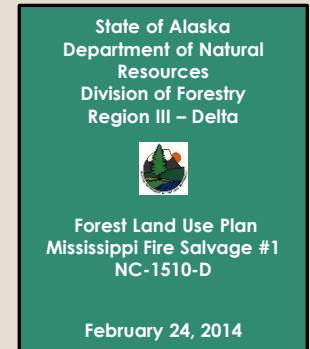 State of Alaska
Department of Natural
Resources
Division of Forestry
Region III – Delta
Forest Land Use Plan
Mississippi Fire Salvage #1
NC-1510-D
February 24, 2014